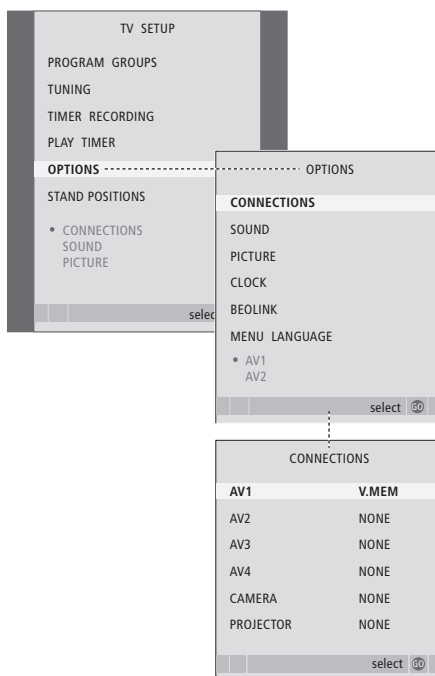 TV SETUP
PROGRAM GROUPS
TUNING
TIMER RECORDING
PLAY TIMER
OPTIONS
STAND POSITIONS
• CONNECTIONS
SOUND
PICTURE
OPTIONS
CONNECTIONS
SOUND
PICTURE
CLOCK
BEOLINK
MENU LANGUAGE
• AV1
AV2
select GO
CONNECTIONS
AV1 V.MEM
AV2 NONE
AV3 NONE
AV4 NONE
CAMERA NONE
PROJECTOR NONE
select GO